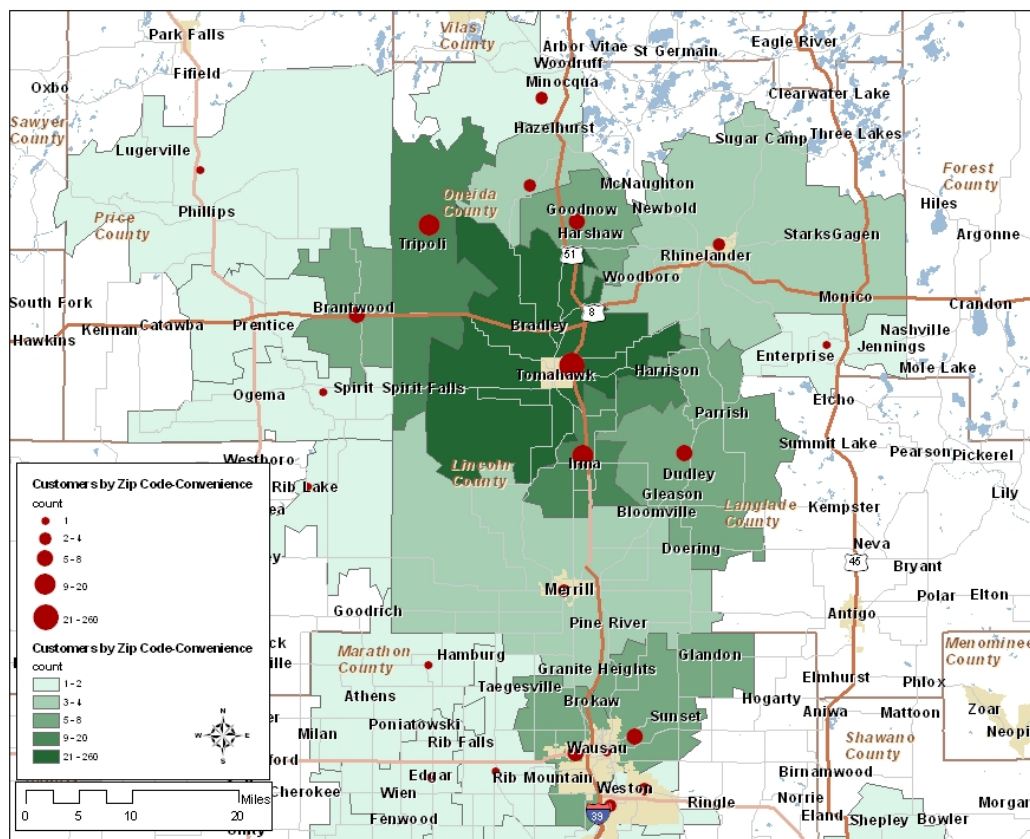 Park Falls
Vilas
County
Arbor Vitae
St Germain
Eagle River
Woodruff
Fifield
Minocqua
Oxbo
Clearwater Lake
Sawyer
County
Hazelhurst
Sugar Camp
Three Lakes
Lugerville
McNaughton
Forest
County
Oneida
County
Phillips
Goodnow
Newbold
Hiles
Price
County
Harshaw
StarksGagen
Argonne
Tripoli
51
Rhinelander
Woodboro
South Fork
Brantwood
Monico
Crandon
8
Kennan
Catawba
Prentice
Bradley
Nashville
Hawkins
Enterprise
Jennings
Tomahawk
Harrison
Mole Lake
Spirit
Spirit Falls
Ogema
Elcho
Parrish
Summit Lake
Pearson
Pickerel
Westboro
Lincoln
County
Irma
Dudley
Rib Lake
Gleason
Lily
Langlade
County
Kempster
Bloomville
Doering
Neva
45
Bryant
Merrill
Polar
Elton
Goodrich
Antigo
Pine River
Marathon
County
Hamburg
Glandon
Menominee
County
Granite Heights
Elmhurst
Phlox
Athens
Taegesville
Hogarty
Brokaw
Aniwa
Mattoon
Zoar
Poniatowski
Sunset
Neopi
Milan
Rib Falls
Wausau
Shawano
County
Edgar
Rib Mountain
Birnamwood
Cherokee
Wien
Weston
Ringle
Norrie
Morgan
Fenwood
39
Eland
Shepley
Bowler
Customers by Zip Code-Convenience
count
1
2 - 4
5 - 8
9 - 20
21 - 260
Customers by Zip Code-Convenience
count
1 - 2
3 - 4
5 - 8
9 - 20
21 - 260
N
W
E
S
0
5
10
20
Miles